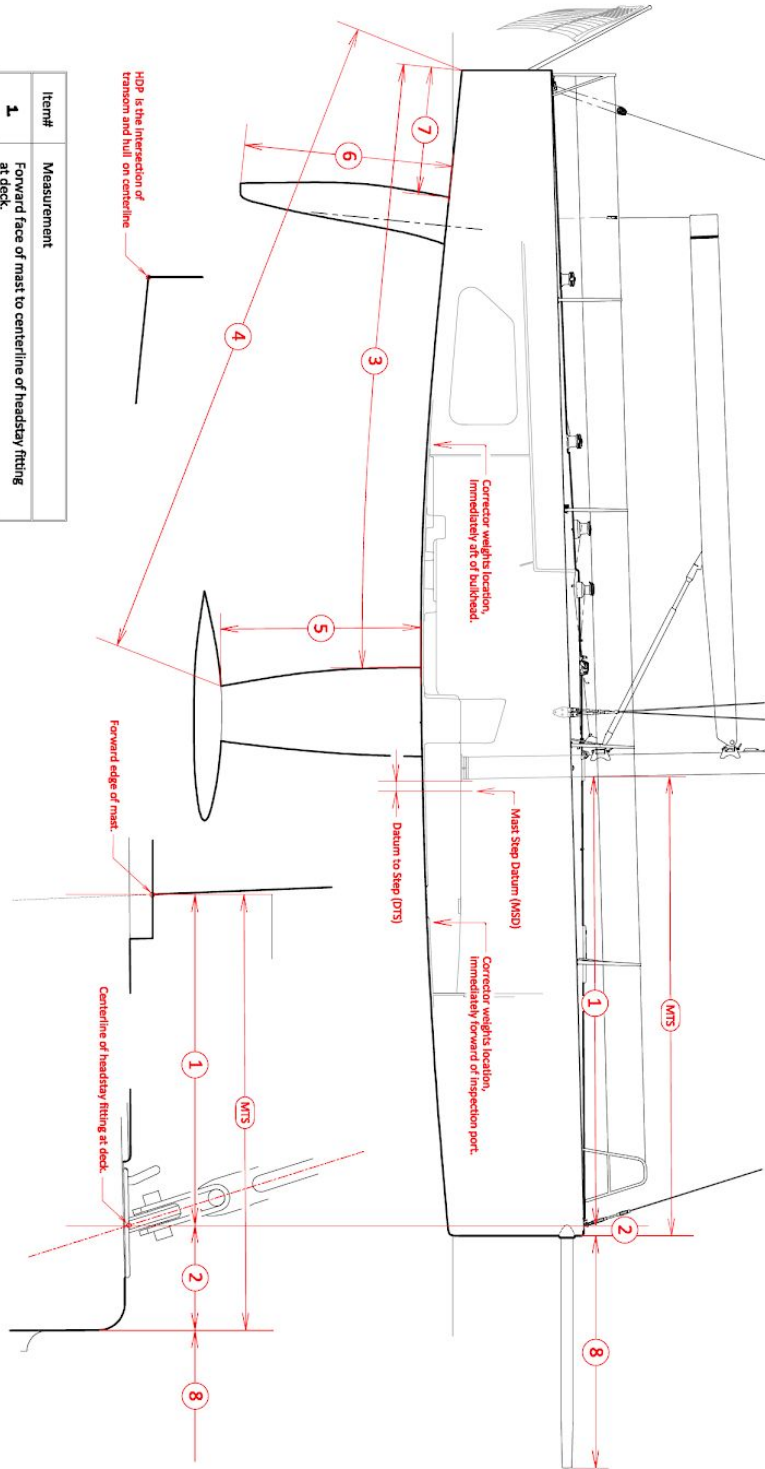 MTS
1
2
8
Mast Step Datum (MSD)
Datum to Step (DTS)
Corrector weights location,
immediately aft of bulkhead.
Corrector weights location,
immediately forward of inspection port.
7
6
3
4
5
HDP is the intersection of
transom and hull on centerline
Forward edge of mast.
MTS
1
2
8
Centerline of headstay fitting at deck.
Item# Measurement
1 Forward face of mast to centerline of headstay fitting
at deck.